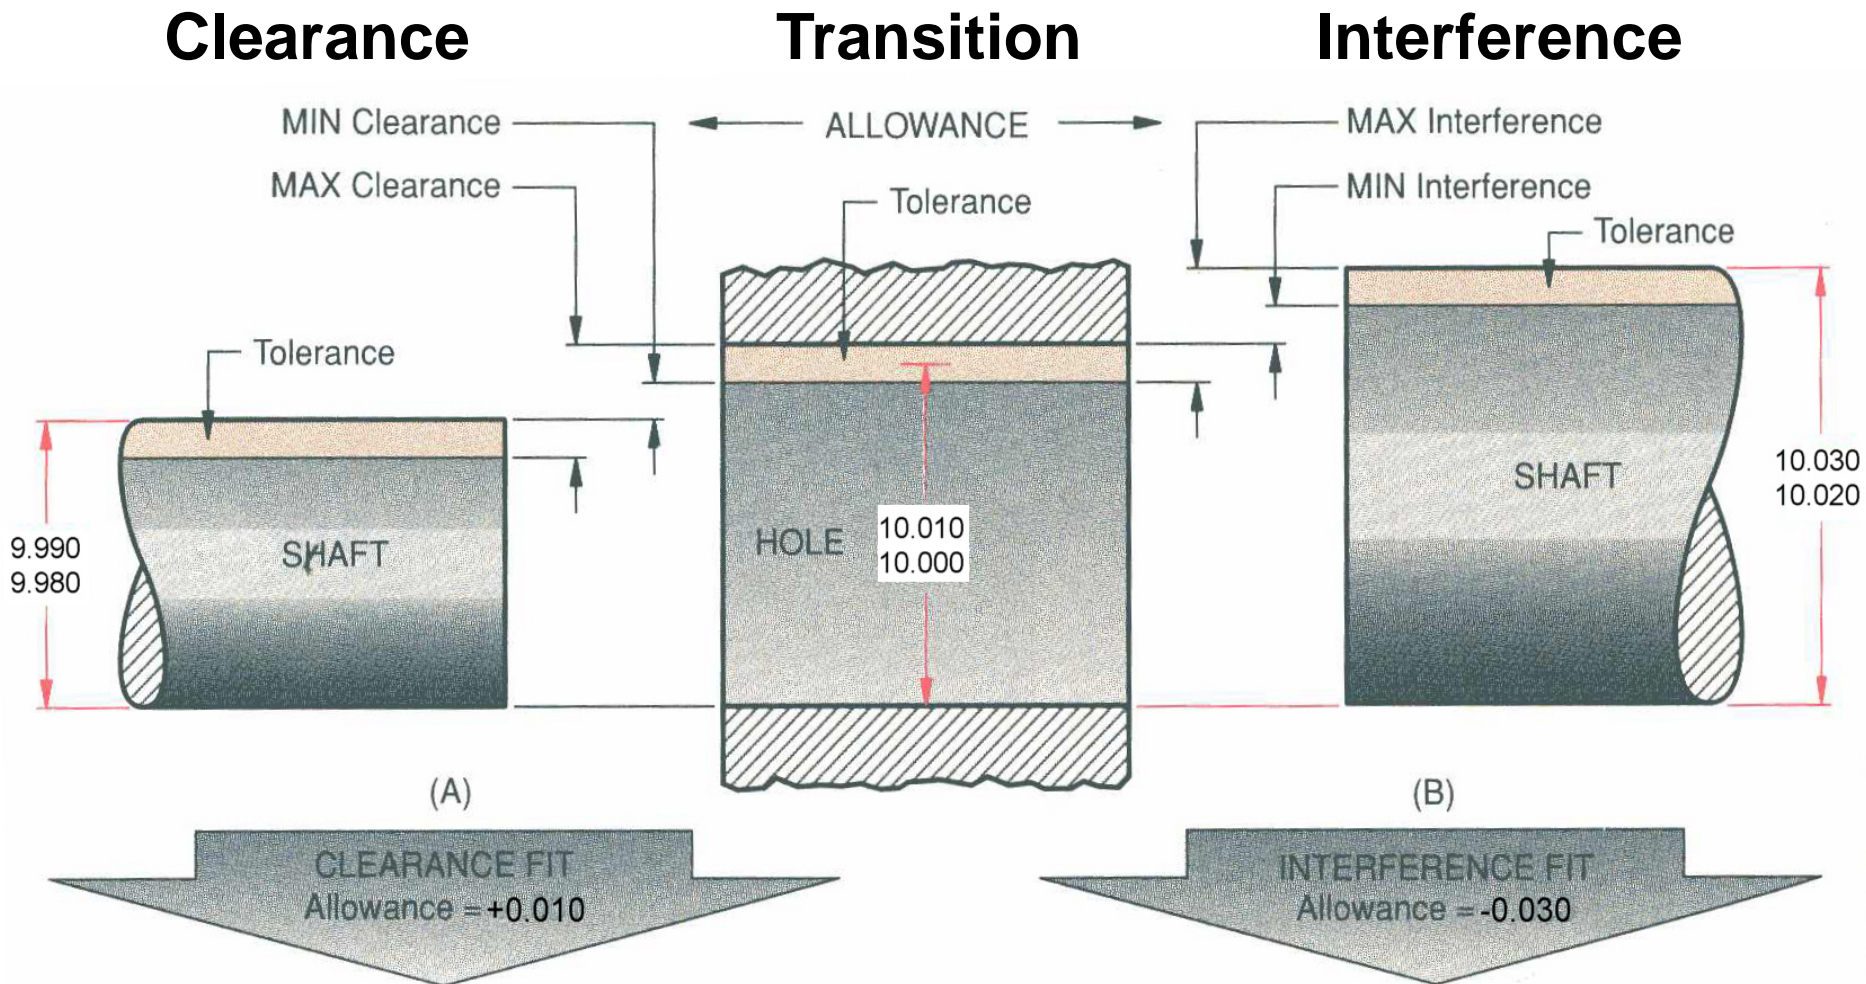 Clearance
Transition
Interference
MIN Clearance
MAX Clearance
ALLOWANCE
Tolerance
MAX Interference
MIN Interference
Tolerance
Tolerance
9.990
9.980
SHAFT
HOLE
10.010
10.000
SHAFT
10.030
10.020
(A)
(B)
CLEARANCE FIT
Allowance = +0.010
INTERFERENCE FIT
Allowance = -0.030